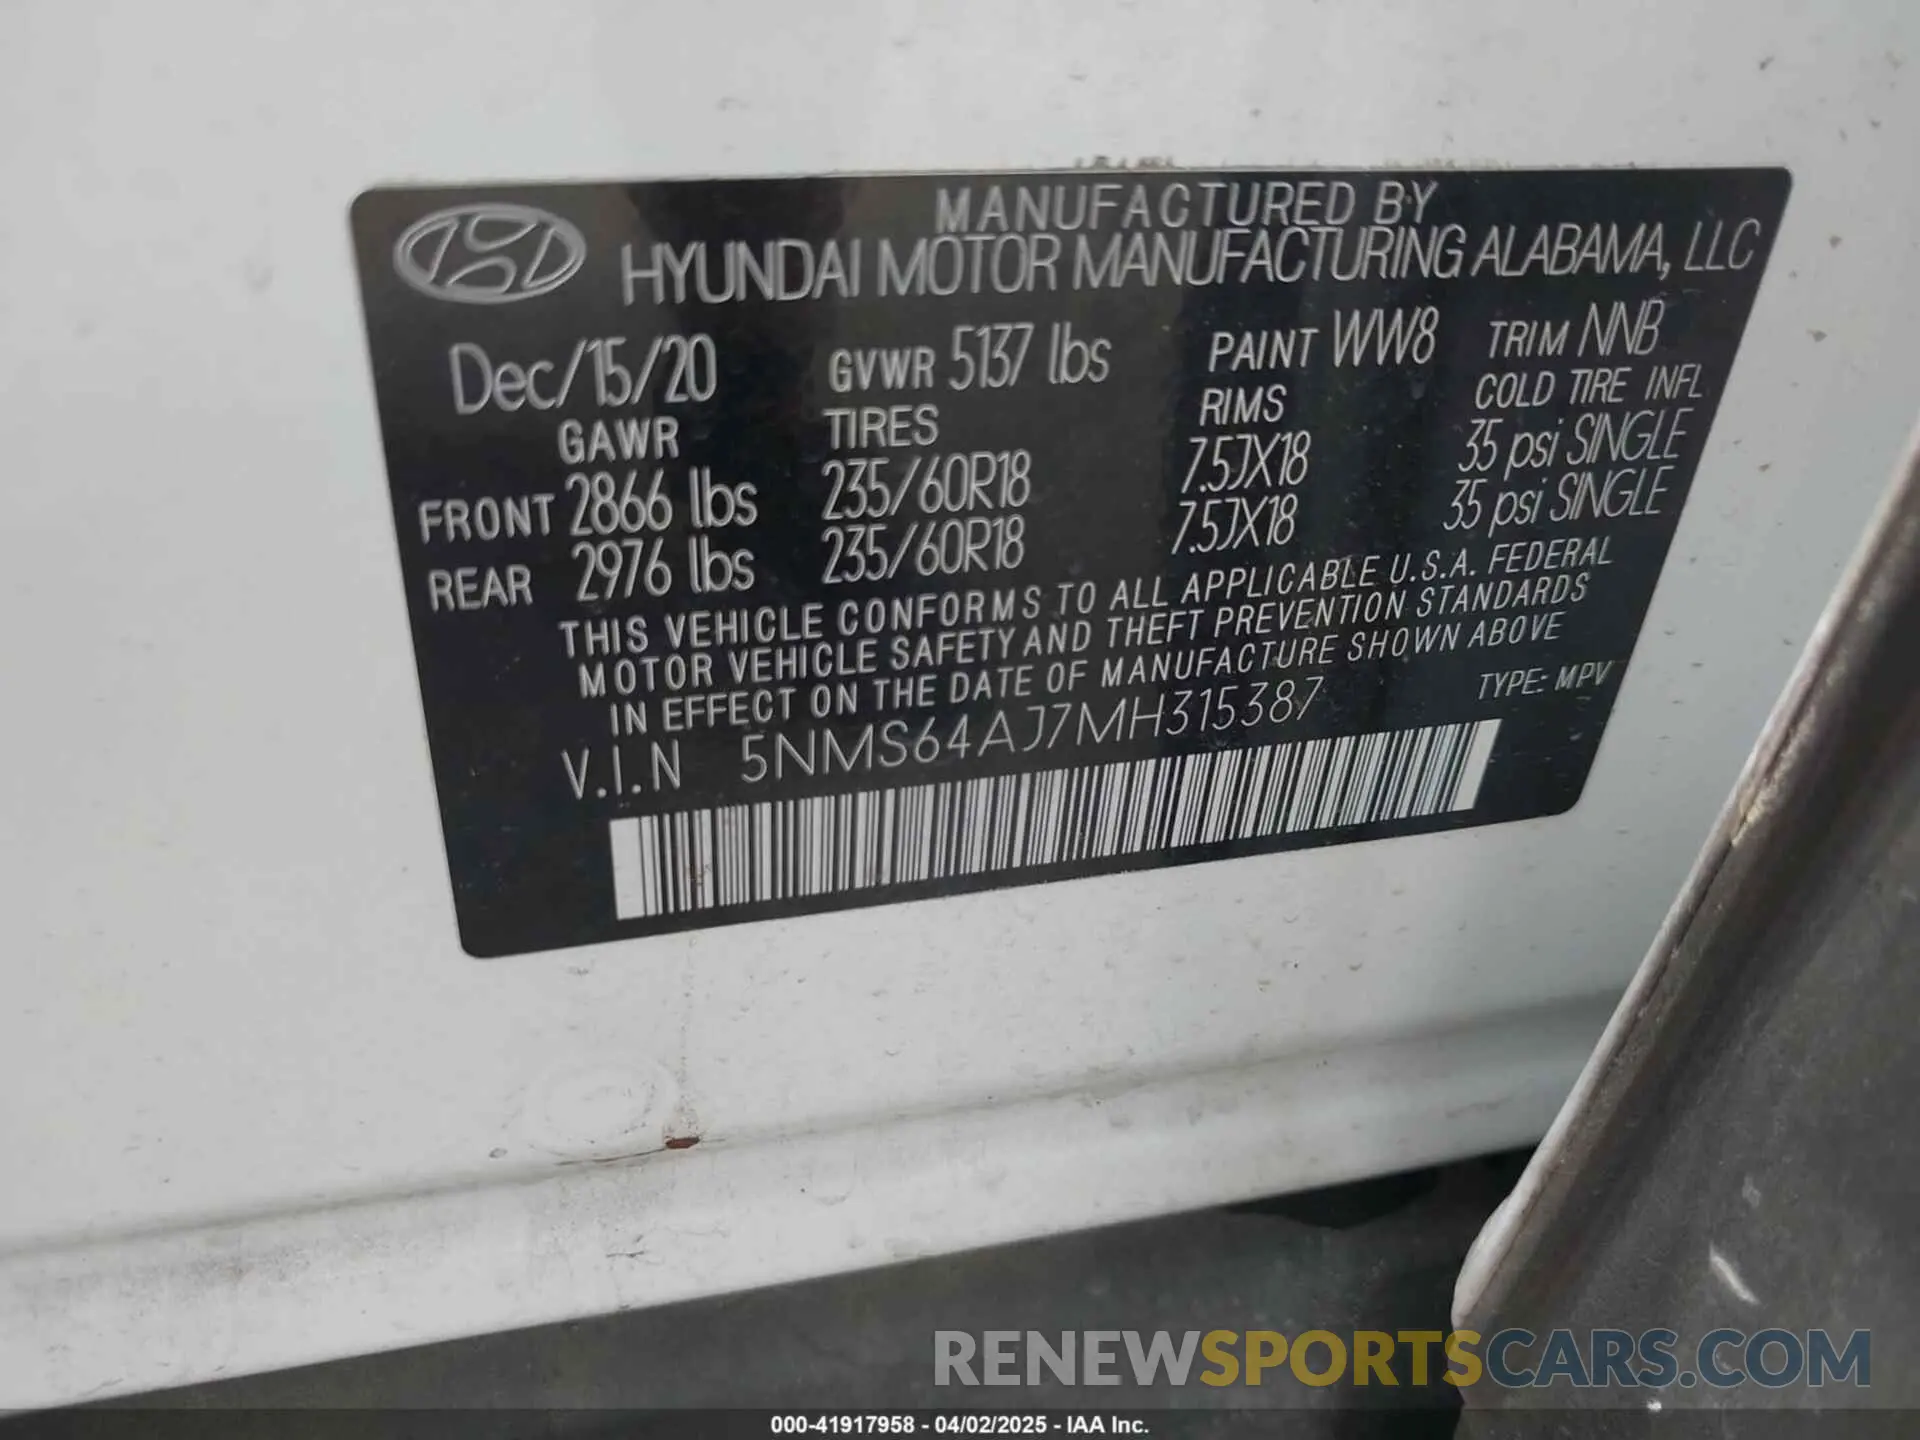 MANUFACTURED BY
HYUNDAI MOTOR MANUFACTURING ALABAMA, LLC
Dec/15/20 GVWR 5137 lbs PAINT WW8 TRIM NNB
GAWR TIRES RIMS COLD TIRE INFL
FRONT 2866 lbs 235/60R18 7.5JX18 35 psi SINGLE
REAR 2976 lbs 235/60R18 7.5JX18 35 psi SINGLE
THIS VEHICLE CONFORMS TO ALL APPLICABLE U.S.A. FEDERAL
MOTOR VEHICLE SAFETY AND THEFT PREVENTION STANDARDS
IN EFFECT ON THE DATE OF MANUFACTURE SHOWN ABOVE
V.I.N 5NMS64AJ7MH315387 TYPE: MPV
RENEWSPORTSCARS.COM
000-41917958 - 04/02/2025 - IAA Inc.